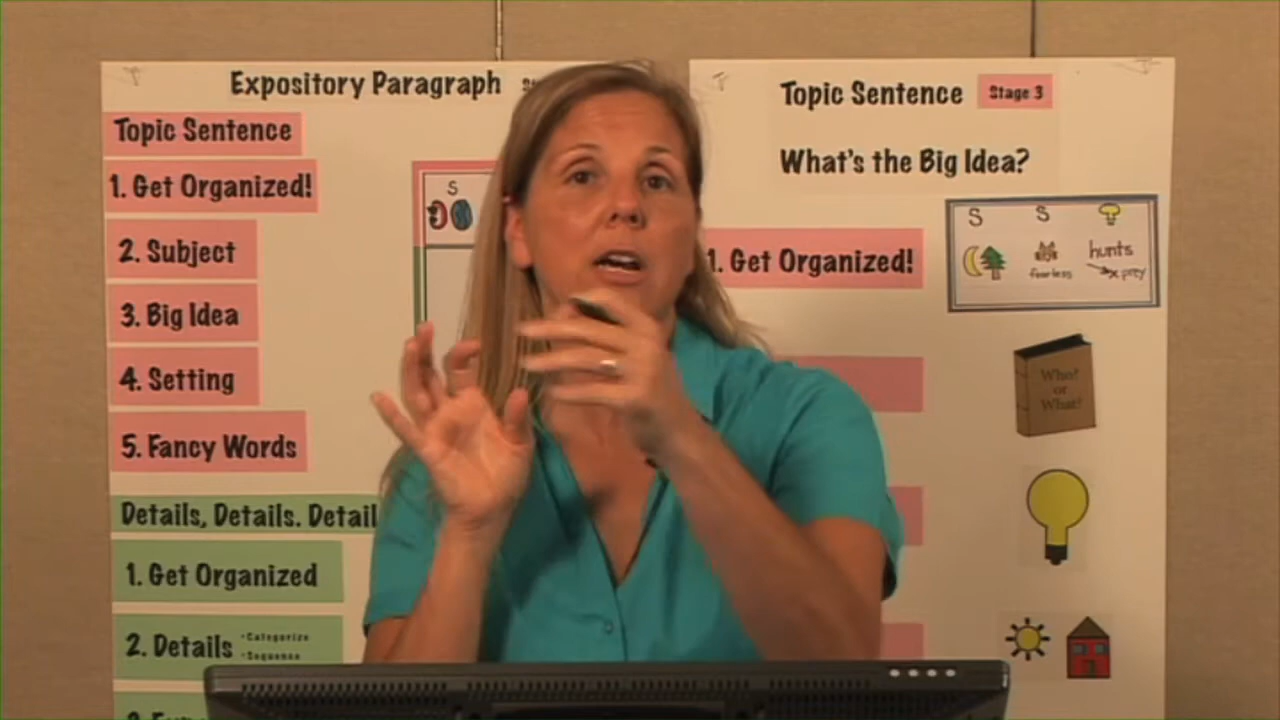 Expository Paragraph
Topic Sentence
1. Get Organized!
2. Subject
3. Big Idea
4. Setting
5. Fancy Words
Details, Details. Detail
1. Get Organized
2. Details
• Categorize
• Sequence
S
Topic Sentence
Stage 3
What's the Big Idea?
1. Get Organized!
S S
fearless
hunts
prey
Who?
or
What?